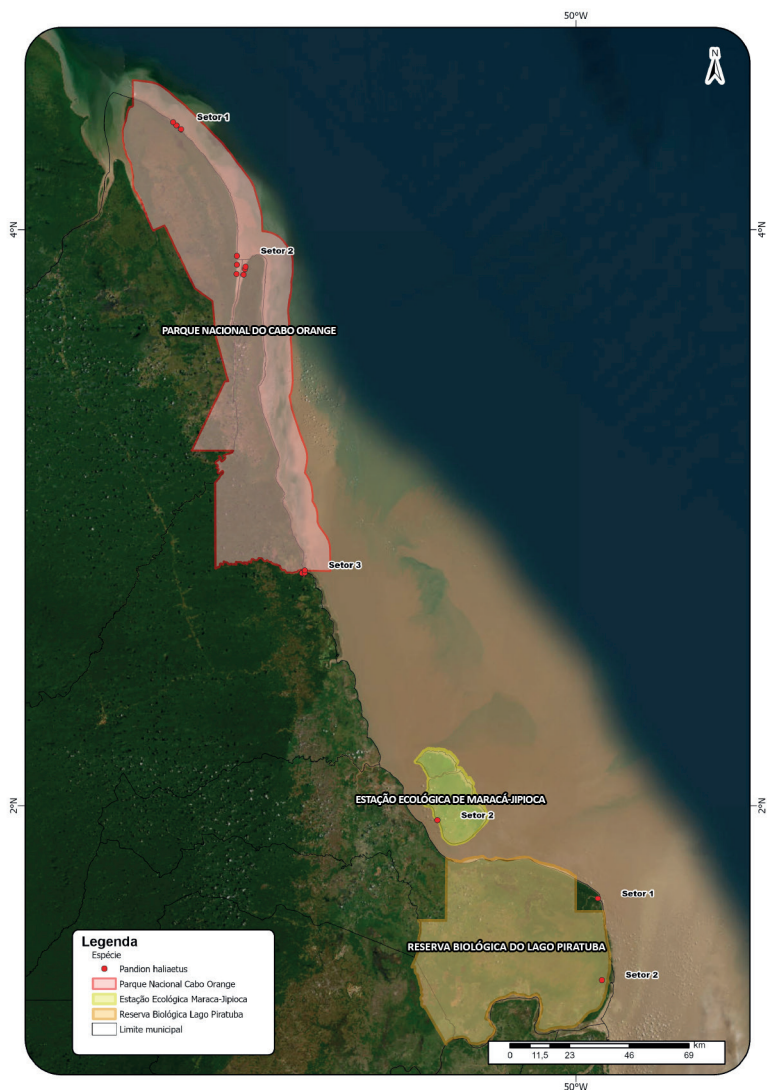 50°W
N
Setor 1
4°N
4°N
Setor 2
PARQUE NACIONAL DO CABO ORANGE
Setor 3
2°N
2°N
ESTAÇÃO ECOLÓGICA DE MARACÁ-JIPIOCA
Setor 2
Setor 1
RESERVA BIOLÓGICA DO LAGO PIRATUBA
Setor 2
Legenda
Espécie
Pandion haliaetus
Parque Nacional Cabo Orange
Estação Ecológica Maraca-Jipioca
Reserva Biológica Lago Piratuba
Limite municipal
km
0 11,5 23 46 69
50°W